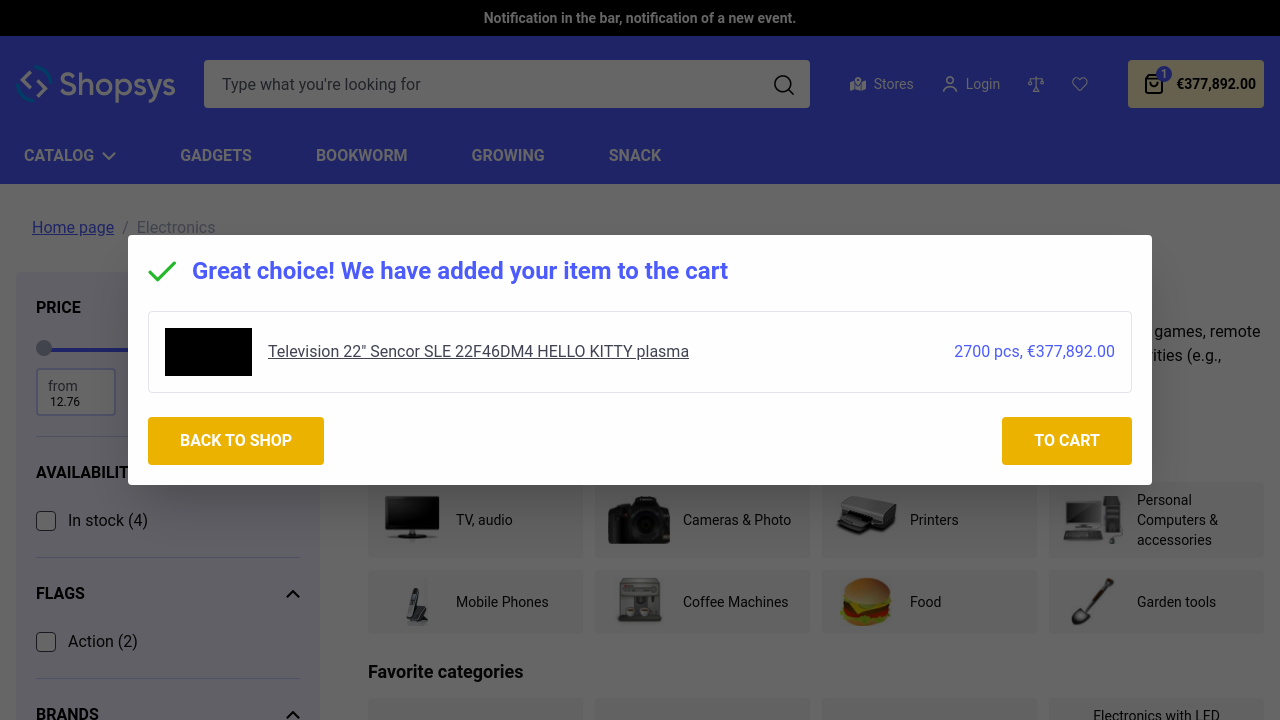 Notification in the bar, notification of a new event.
Shopsys
Type what you're looking for
Stores
Login
1
€377,892.00
CATALOG
GADGETS
BOOKWORM
GROWING
SNACK
Home page / Electronics
Great choice! We have added your item to the cart
Television 22" Sencor SLE 22F46DM4 HELLO KITTY plasma
2700 pcs, €377,892.00
BACK TO SHOP
TO CART
PRICE
from
12.76
games, remote
(e.g.,
In stock (4)
FLAGS
Action (2)
BRANDS
TV, audio
Cameras & Photo
Printers
Personal
Computers &
accessories
Mobile Phones
Coffee Machines
Food
Garden tools
Favorite categories
Electronics with LED